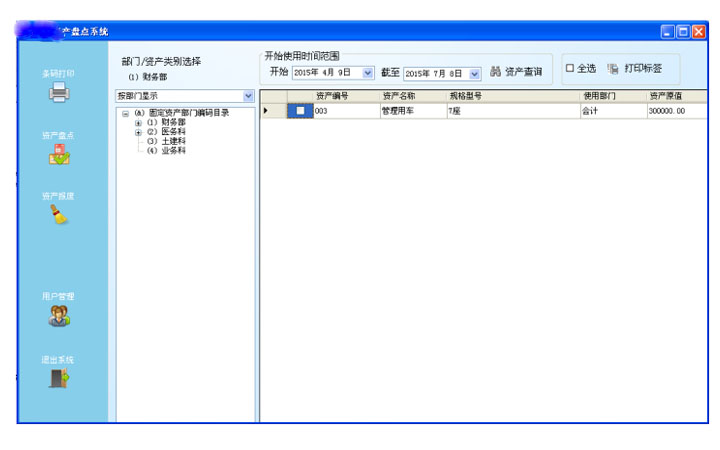 产盘点系统
条码打印
资产盘点
用户管理
退出系统
部门/资产类别选择
(1) 财务部
按部门显示
(A) 固定资产部门编码目录
(1) 财务部
(2) 医务科
(3) 土建科
(4) 业务科
开始使用时间范围
开始 2015年 4月 9日 截至 2015年 7月 8日 资产查询
全选 打印标签
资产编号 资产名称 规格型号 使用部门 资产原值
003 管理用车 7座 会计 300000.00